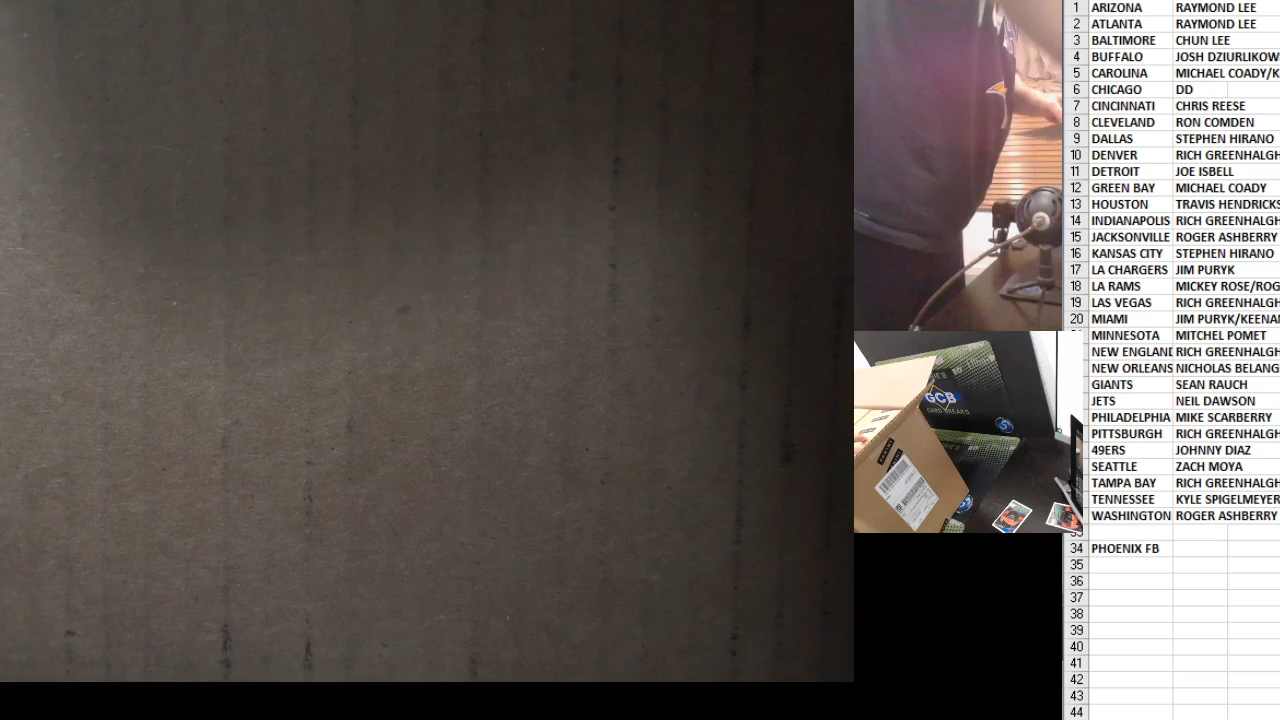 1 ARIZONA RAYMOND LEE
2 ATLANTA RAYMOND LEE
3 BALTIMORE CHUN LEE
4 BUFFALO JOSH DZIURLIKOW
5 CAROLINA MICHAEL COADY/K
6 CHICAGO DD
7 CINCINNATI CHRIS REESE
8 CLEVELAND RON COMDEN
9 DALLAS STEPHEN HIRANO
10 DENVER RICH GREENHALGH
11 DETROIT JOE ISBELL
12 GREEN BAY MICHAEL COADY
13 HOUSTON TRAVIS HENDRICKS
14 INDIANAPOLIS RICH GREENHALGH
15 JACKSONVILLE ROGER ASHBERRY
16 KANSAS CITY STEPHEN HIRANO
17 LA CHARGERS JIM PURYK
18 LA RAMS MICKEY ROSE/ROG
19 LAS VEGAS RICH GREENHALGH
20 MIAMI JIM PURYK/KEENAN
MINNESOTA MITCHEL POMET
NEW ENGLAND RICH GREENHALGH
NEW ORLEANS NICHOLAS BELANG
GIANTS SEAN RAUCH
JETS NEIL DAWSON
PHILADELPHIA MIKE SCARBERRY
PITTSBURGH RICH GREENHALGH
49ERS JOHNNY DIAZ
SEATTLE ZACH MOYA
TAMPA BAY RICH GREENHALGH
TENNESSEE KYLE SPIGELMEYER
WASHINGTON ROGER ASHBERRY
34 PHOENIX FB
35
36
37
38
39
40
41
42
43
44
GCB
CARD BREAKS
PANINI